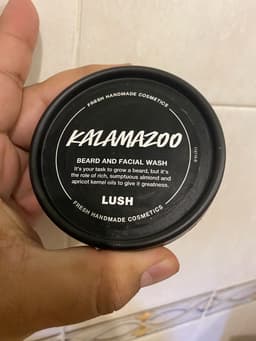 FRESH HANDMADE COSMETICS
KALAMAZOO
BEARD AND FACIAL WASH
It's your task to grow a beard, but it's
the role of rich, sumptuous almond and
apricot kernel oils to give it greatness.
LUSH
FRESH HANDMADE COSMETICS